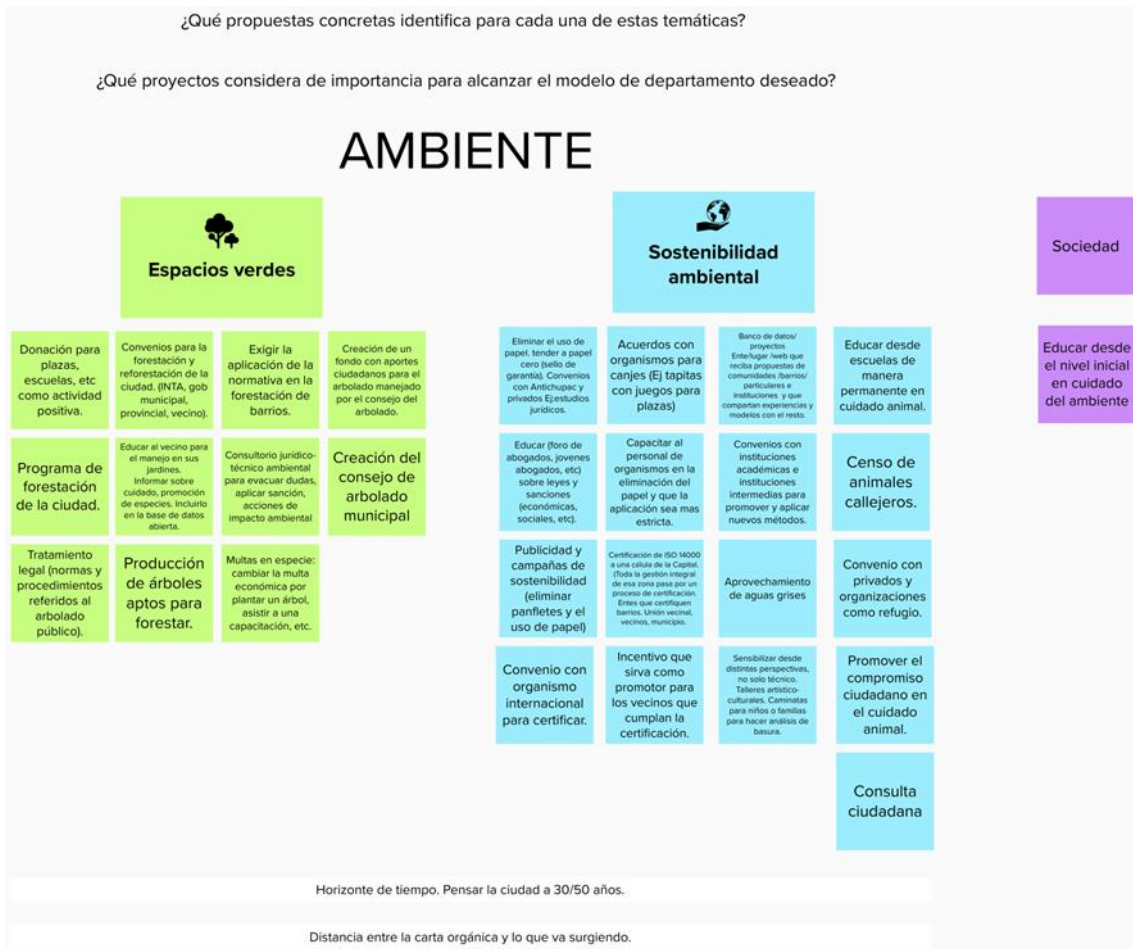 ¿Qué propuestas concretas identifica para cada una de estas temáticas?
¿Qué proyectos considera de importancia para alcanzar el modelo de departamento deseado?
AMBIENTE
Espacios verdes
Donación para
plazas,
escuelas, etc
como actividad
positiva.
Convenios para la
forestación y
reforestación de la
ciudad. (INTA, gob
municipal,
provincial, vecino).
Exigir la
aplicación de la
normativa en la
forestación de
barrios.
Creación de un
fondo con aportes
ciudadanos para el
arbolado manejado
por el consejo del
arbolado.
Programa de
forestación
de la ciudad.
Educar al vecino para
el manejo en sus
jardines.
Informar sobre
cuidado, promoción
de especies. Incluirlo
en la base de datos
abierta.
Consultorio jurídico-
técnico ambiental
para evacuar dudas,
aplicar sanción,
acciones de
impacto ambiental
Creación del
consejo de
arbolado
municipal
Tratamiento
legal (normas y
procedimientos
referidos al
arbolado
público).
Producción
de árboles
aptos para
forestar.
Multas en especie:
cambiar la multa
económica por
plantar un árbol,
asistir a una
capacitación, etc.
Sostenibilidad
ambiental
Eliminar el uso de
papel. tender a papel
cero (sello de
garantía). Convenios
con Antichupac y
privados Ej:estudios
jurídicos.
Acuerdos con
organismos para
canjes (Ej tapitas
con juegos para
plazas)
Banco de datos/
proyectos
Ente/lugar /web que
reciba propuestas de
comunidades /barrios/
particulares e
instituciones y que
compartan experiencias y
modelos con el resto.
Educar desde
escuelas de
manera
permanente en
cuidado animal.
Educar (foro de
abogados, jovenes
abogados, etc)
sobre leyes y
sanciones
(económicas,
sociales, etc).
Capacitar al
personal de
organismos en la
eliminación del
papel y que la
aplicación sea mas
estricta.
Convenios con
instituciones
académicas e
instituciones
intermedias para
promover y aplicar
nuevos métodos.
Censo de
animales
callejeros.
Publicidad y
campañas de
sostenibilidad
(eliminar
panfletes y el
uso de papel)
Certificación de ISO 14000
a una célula de la Capital.
(Toda la gestión integral
de esa zona pasa por un
proceso de certificación.
Entes que certifiquen
barrios. Unión vecinal,
vecinos, municipio.
Aprovechamiento
de aguas grises
Convenio con
privados y
organizaciones
como refugio.
Convenio con
organismo
internacional
para certificar.
Incentivo que
sirva como
promotor para
los vecinos que
cumplan la
certificación.
Sensibilizar desde
distintas perspectivas,
no solo técnico.
Talleres artístico-
culturales. Caminatas
para niños o familias
para hacer análisis de
basura.
Promover el
compromiso
ciudadano en
el cuidado
animal.
Consulta
ciudadana
Sociedad
Educar desde
el nivel inicial
en cuidado
del ambiente
Horizonte de tiempo. Pensar la ciudad a 30/50 años.
Distancia entre la carta orgánica y lo que va surgiendo.